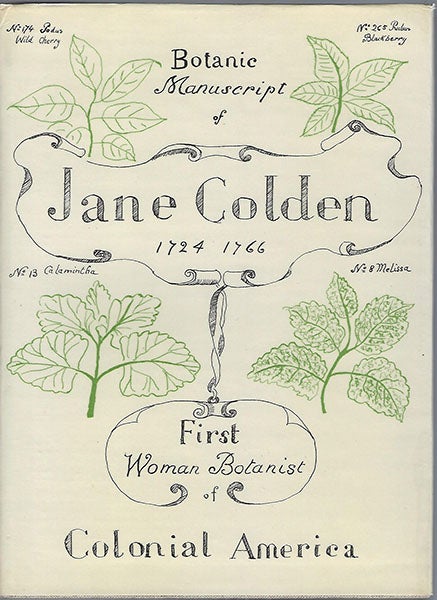 No 174 Padus
Wild Cherry
No 265 Rubus
Blackberry
Botanic
Manuscript
of
Jane Colden
1724 1766
No 13 Calamintha
No 8 Melissa
First
Woman Botanist
of
Colonial America